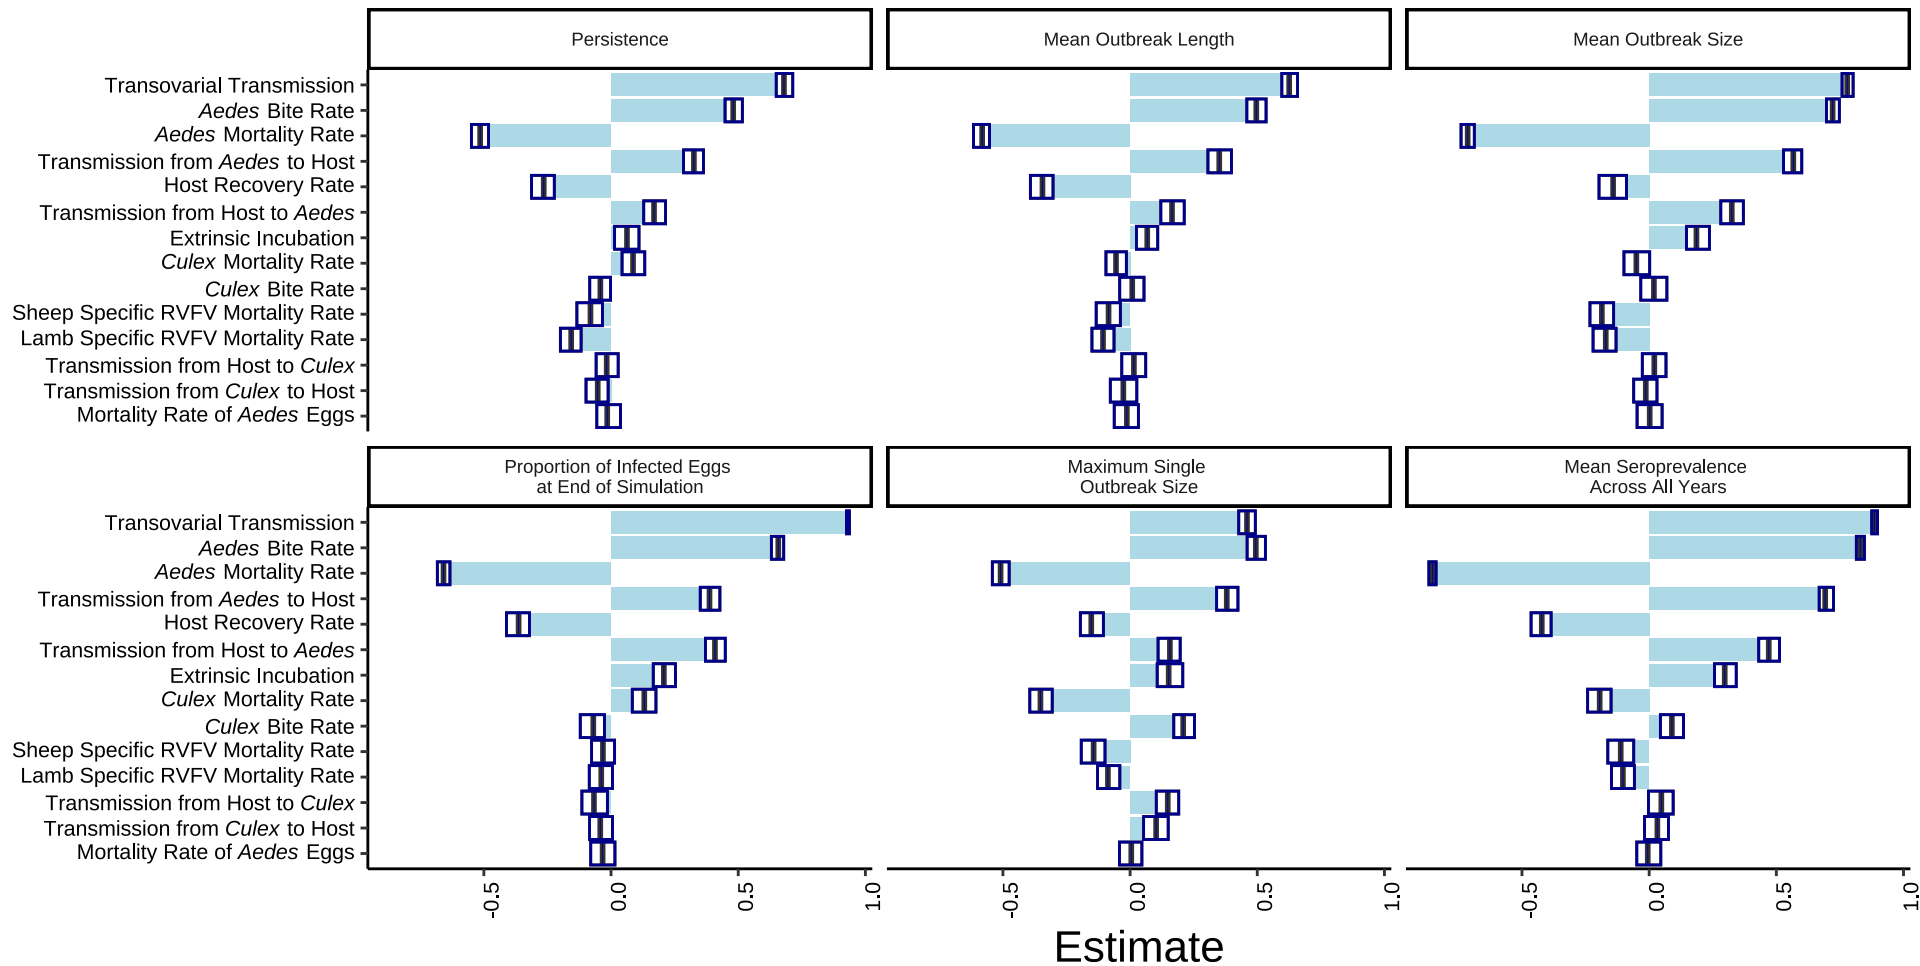 Persistence
Mean Outbreak Length
Mean Outbreak Size
Transovarial Transmission
Aedes Bite Rate
Aedes Mortality Rate
Transmission from Aedes to Host
Host Recovery Rate
Transmission from Host to Aedes
Extrinsic Incubation
Culex Mortality Rate
Culex Bite Rate
Sheep Specific RVFV Mortality Rate
Lamb Specific RVFV Mortality Rate
Transmission from Host to Culex
Transmission from Culex to Host
Mortality Rate of Aedes Eggs
Proportion of Infected Eggs
at End of Simulation
Maximum Single
Outbreak Size
Mean Seroprevalence
Across All Years
Transovarial Transmission
Aedes Bite Rate
Aedes Mortality Rate
Transmission from Aedes to Host
Host Recovery Rate
Transmission from Host to Aedes
Extrinsic Incubation
Culex Mortality Rate
Culex Bite Rate
Sheep Specific RVFV Mortality Rate
Lamb Specific RVFV Mortality Rate
Transmission from Host to Culex
Transmission from Culex to Host
Mortality Rate of Aedes Eggs
-0.5 0.0 0.5 1.0
-0.5 0.0 0.5 1.0
-0.5 0.0 0.5 1.0
Estimate